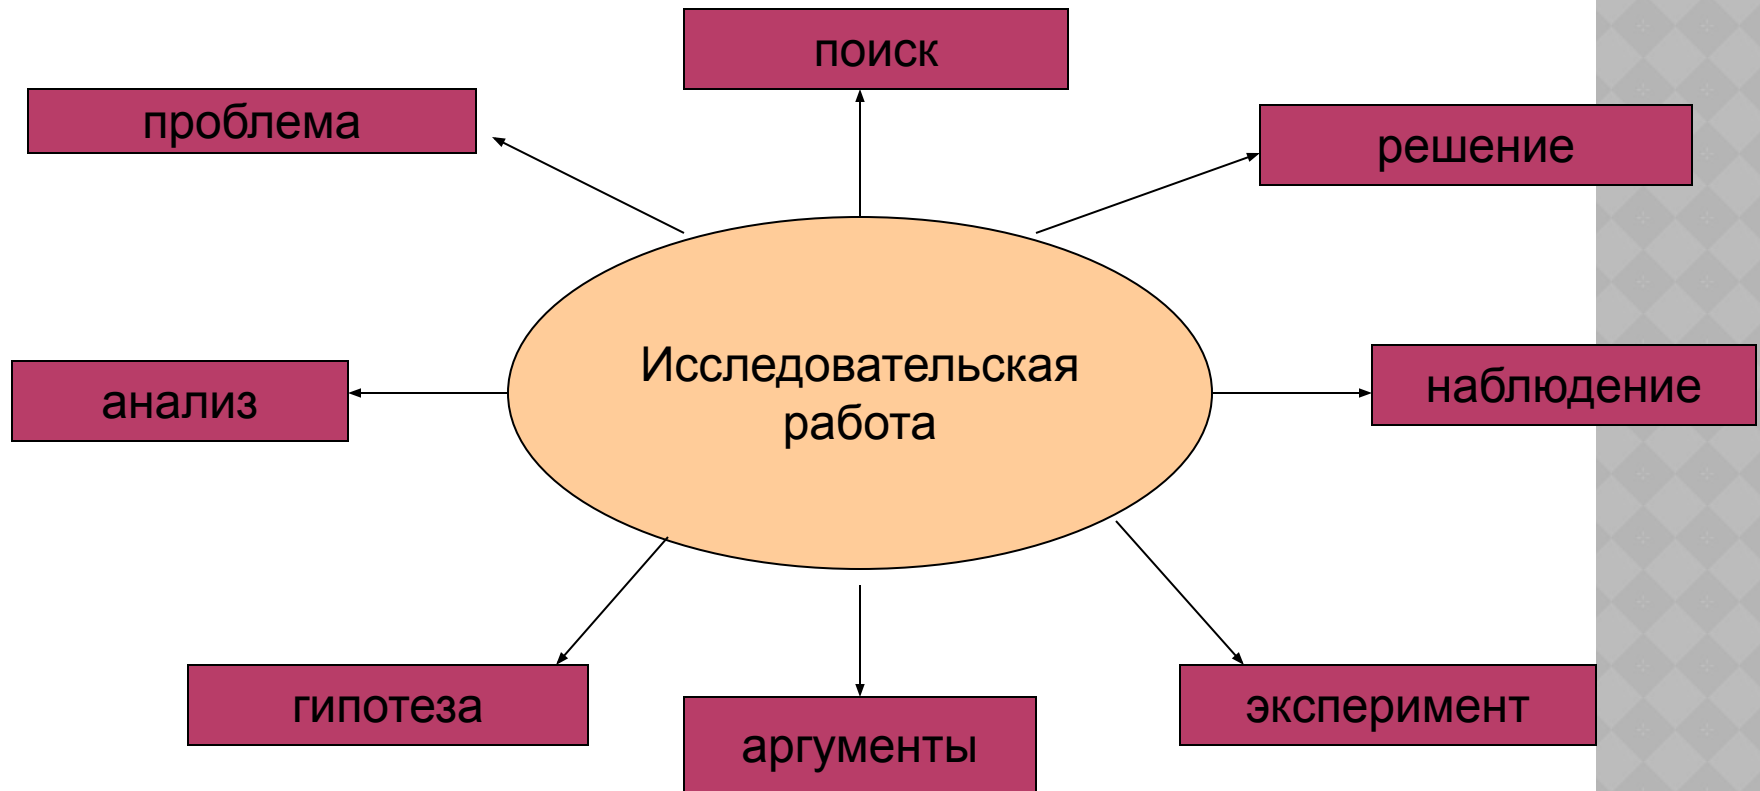 поиск
проблема
решение
Исследовательская
работа
анализ
наблюдение
гипотеза
аргументы
эксперимент